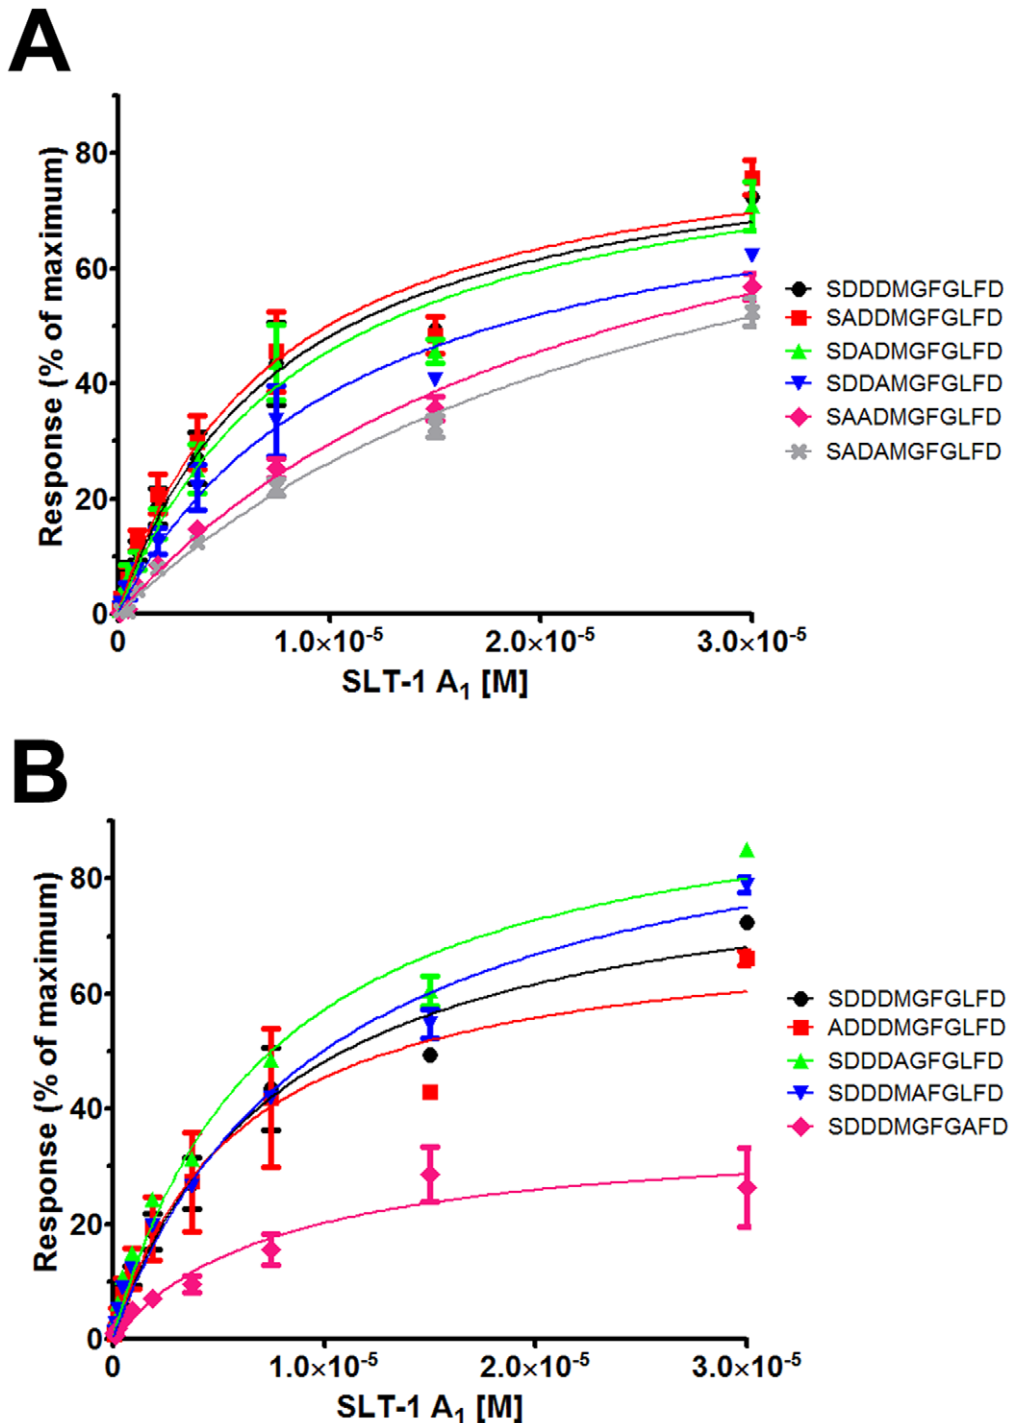 A
Response (% of maximum)
80
60
40
20
0
0
1.0×10⁻⁵
2.0×10⁻⁵
3.0×10⁻⁵
SLT-1 A₁ [M]
SDDDMGFGLFD
SADDMGFGLFD
SDADMGFGLFD
SDDAMGFGLFD
SAADMGFGLFD
SADAMGFGLFD
B
Response (% of maximum)
80
60
40
20
0
0
1.0×10⁻⁵
2.0×10⁻⁵
3.0×10⁻⁵
SLT-1 A₁ [M]
SDDDMGFGLFD
ADDDMGFGLFD
SDDDAGFGLFD
SDDDMAFGLFD
SDDDMGFGAFD